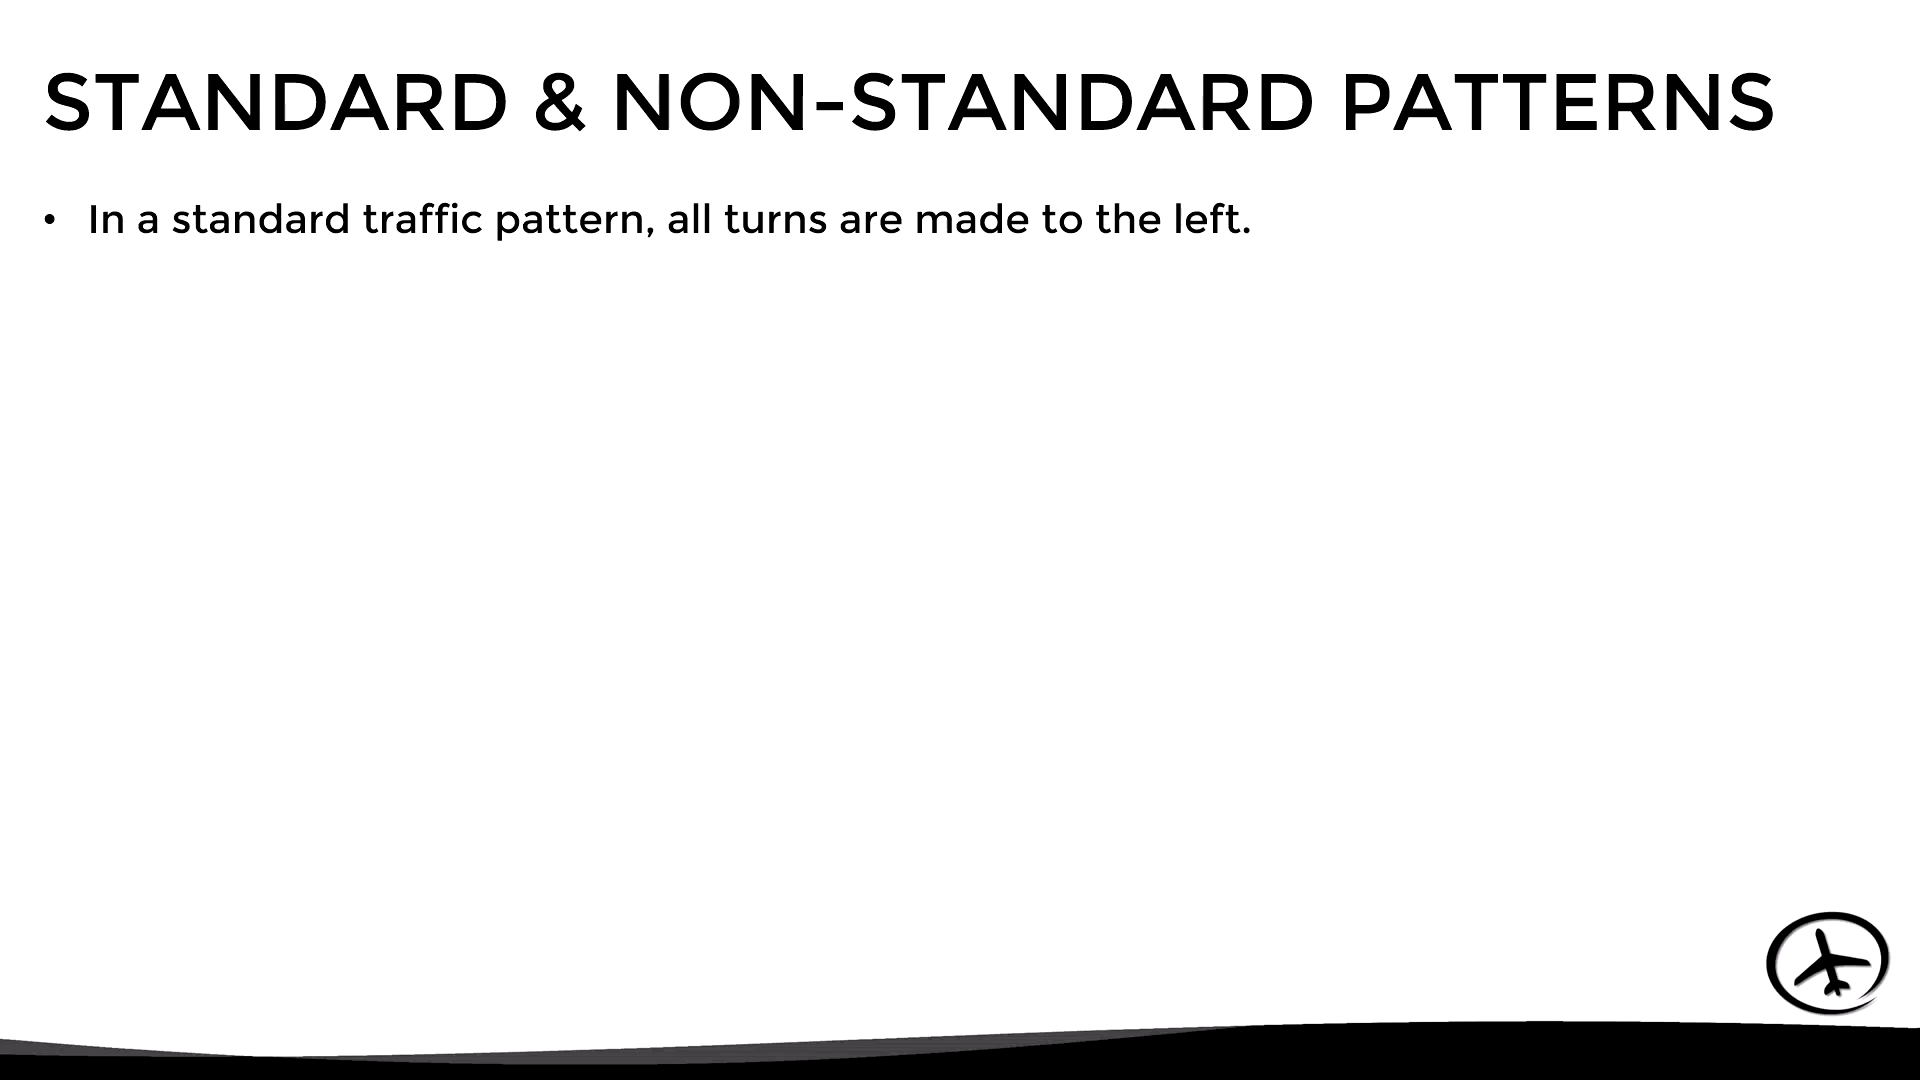 STANDARD & NON-STANDARD PATTERNS
• In a standard traffic pattern, all turns are made to the left.